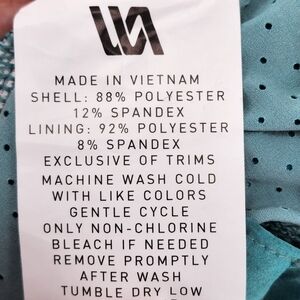 MADE IN VIETNAM
SHELL: 88% POLYESTER
12% SPANDEX
LINING: 92% POLYESTER
8% SPANDEX
EXCLUSIVE OF TRIMS
MACHINE WASH COLD
WITH LIKE COLORS
GENTLE CYCLE
ONLY NON-CHLORINE
BLEACH IF NEEDED
REMOVE PROMPTLY
AFTER WASH
TUMBLE DRY LOW